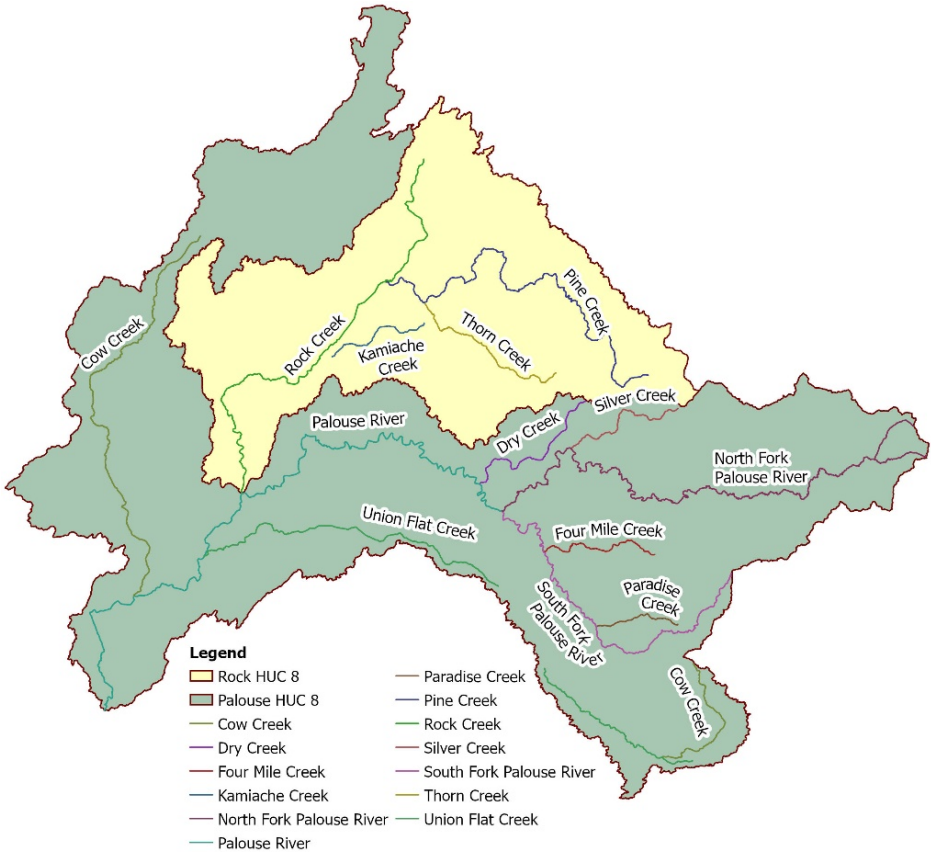 Cow Creek
Rock Creek
Kamiache
Creek
Thorn Creek
Pine Creek
Silver Creek
Dry Creek
Palouse River
North Fork
Palouse River
Union Flat Creek
Four Mile Creek
Paradise
Creek
South Fork
Palouse River
Cow Creek
Legend
Rock HUC 8
Palouse HUC 8
Cow Creek
Dry Creek
Four Mile Creek
Kamiache Creek
North Fork Palouse River
Palouse River
Paradise Creek
Pine Creek
Rock Creek
Silver Creek
South Fork Palouse River
Thorn Creek
Union Flat Creek